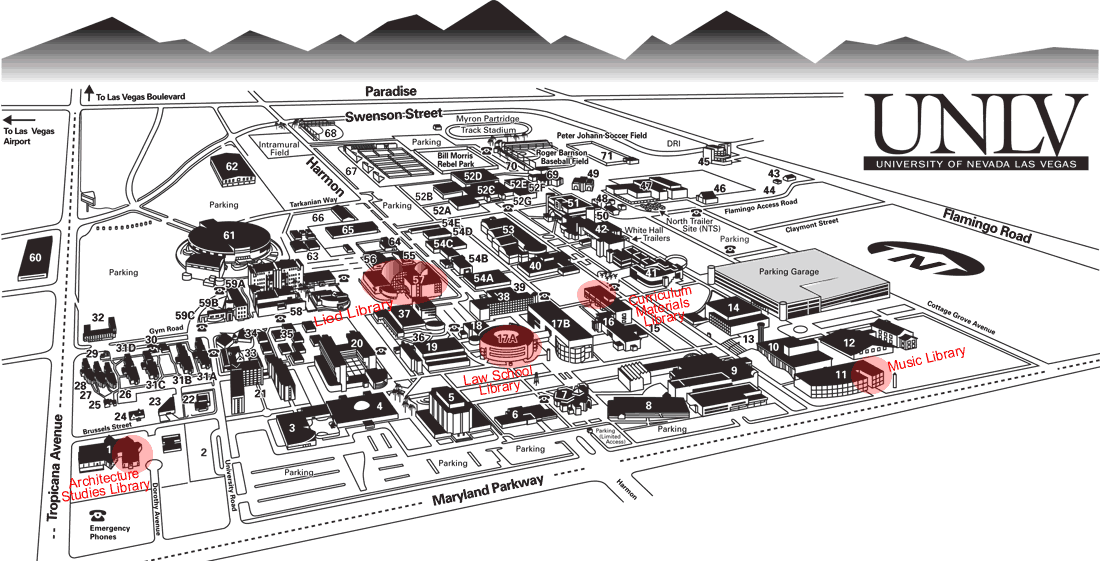 To Las Vegas Boulevard
Paradise
Swenson Street
To Las Vegas
Airport
UNLV
UNIVERSITY OF NEVADA LAS VEGAS
68
Myron Partridge
Track Stadium
Peter Johann Soccer Field
Intramural
Field
Parking
Bill Morris
Rebel Park
Roger Barnson
Baseball Field
70
71
DRI
45
62
Harmon
67
52D
52B
52C
52E
52F
69
49
47
46
43
44
Flamingo Access Road
Flamingo Road
Parking
Tarkanian Way
Parking
52A
52G
48
51
50
North Trailer
Site (NTS)
Claymont Street
66
65
61
64
63
54E
54D
54C
53
42
White Hall
Trailers
Parking
60
Parking
56
55
57
54B
54A
40
41
Parking Garage
59A
59B
59C
58
Lied Library
39
38
Curriculum
Materials
Library
14
Cottage Grove Avenue
32
Gym Road
37
36
18
17A
17B
16
15
13
10
12
29
30
31D
34
35
33
20
19
Law School
Library
9
11
Music Library
28
27
25
26
31C
31B
31A
24
23
22
21
Brussels Street
3
4
5
6
7
8
Parking
(Limited
Access)
Parking
1
2
Parking
Parking
Parking
Architecture
Studies Library
Tropicana Avenue
University Road
Dorothy Avenue
Maryland Parkway
Harmon
Emergency
Phones